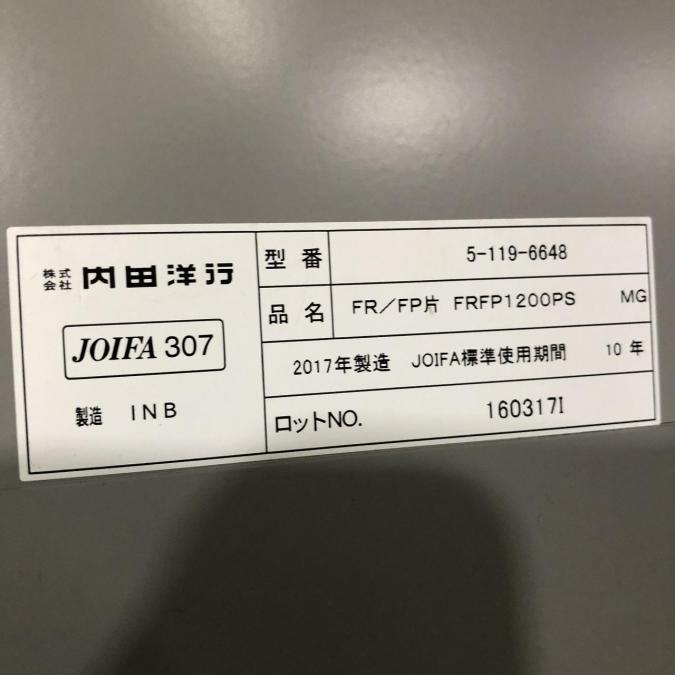 株式会社 内田洋行
JOIFA 307
製造 INB
型番 5-119-6648
品名 FR／FP片 FRFP1200PS MG
2017年製造 JOIFA標準使用期間 10年
ロットNO. 160317I